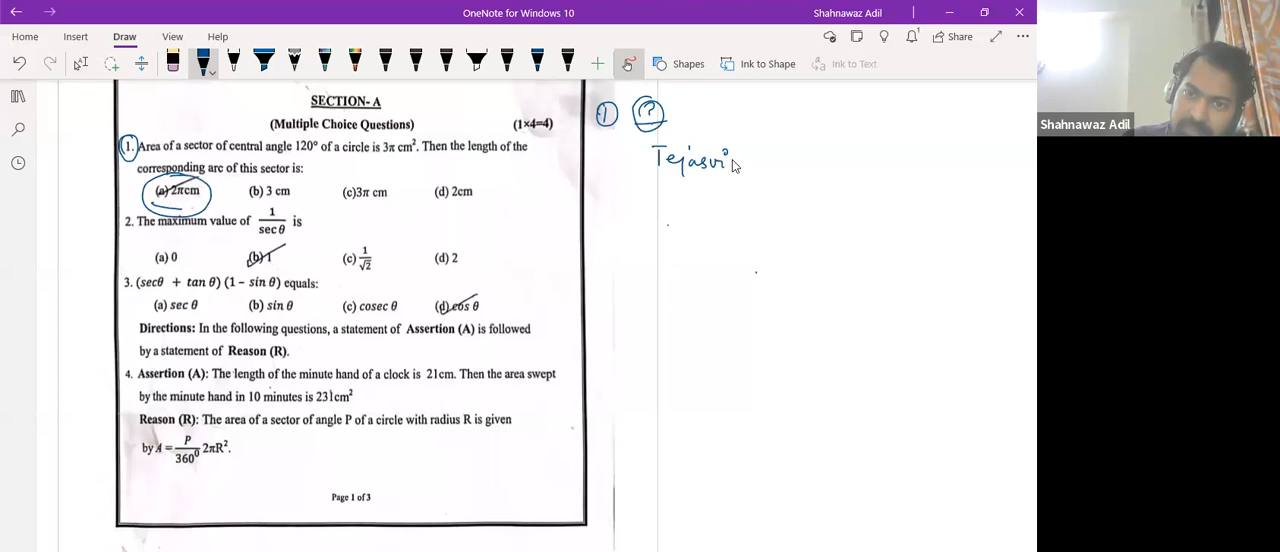 OneNote for Windows 10
Shahnawaz Adil
Home Insert Draw View Help
Share
Shapes Ink to Shape Ink to Text
SECTION- A
(Multiple Choice Questions) (1×4=4)
1. Area of a sector of central angle 120° of a circle is 3π cm². Then the length of the
corresponding arc of this sector is:
(a) 2πcm (b) 3 cm (c)3π cm (d) 2cm
2. The maximum value of 1/sec θ is
(a) 0 (b) 1 (c) 1/√2 (d) 2
3. (secθ + tan θ) (1 − sin θ) equals:
(a) sec θ (b) sin θ (c) cosec θ (d) cos θ
Directions: In the following questions, a statement of Assertion (A) is followed
by a statement of Reason (R).
4. Assertion (A): The length of the minute hand of a clock is 21cm. Then the area swept
by the minute hand in 10 minutes is 231cm²
Reason (R): The area of a sector of angle P of a circle with radius R is given
by A = P/360⁰ 2πR².
Page 1 of 3
1 ?
Tejasvi
Shahnawaz Adil